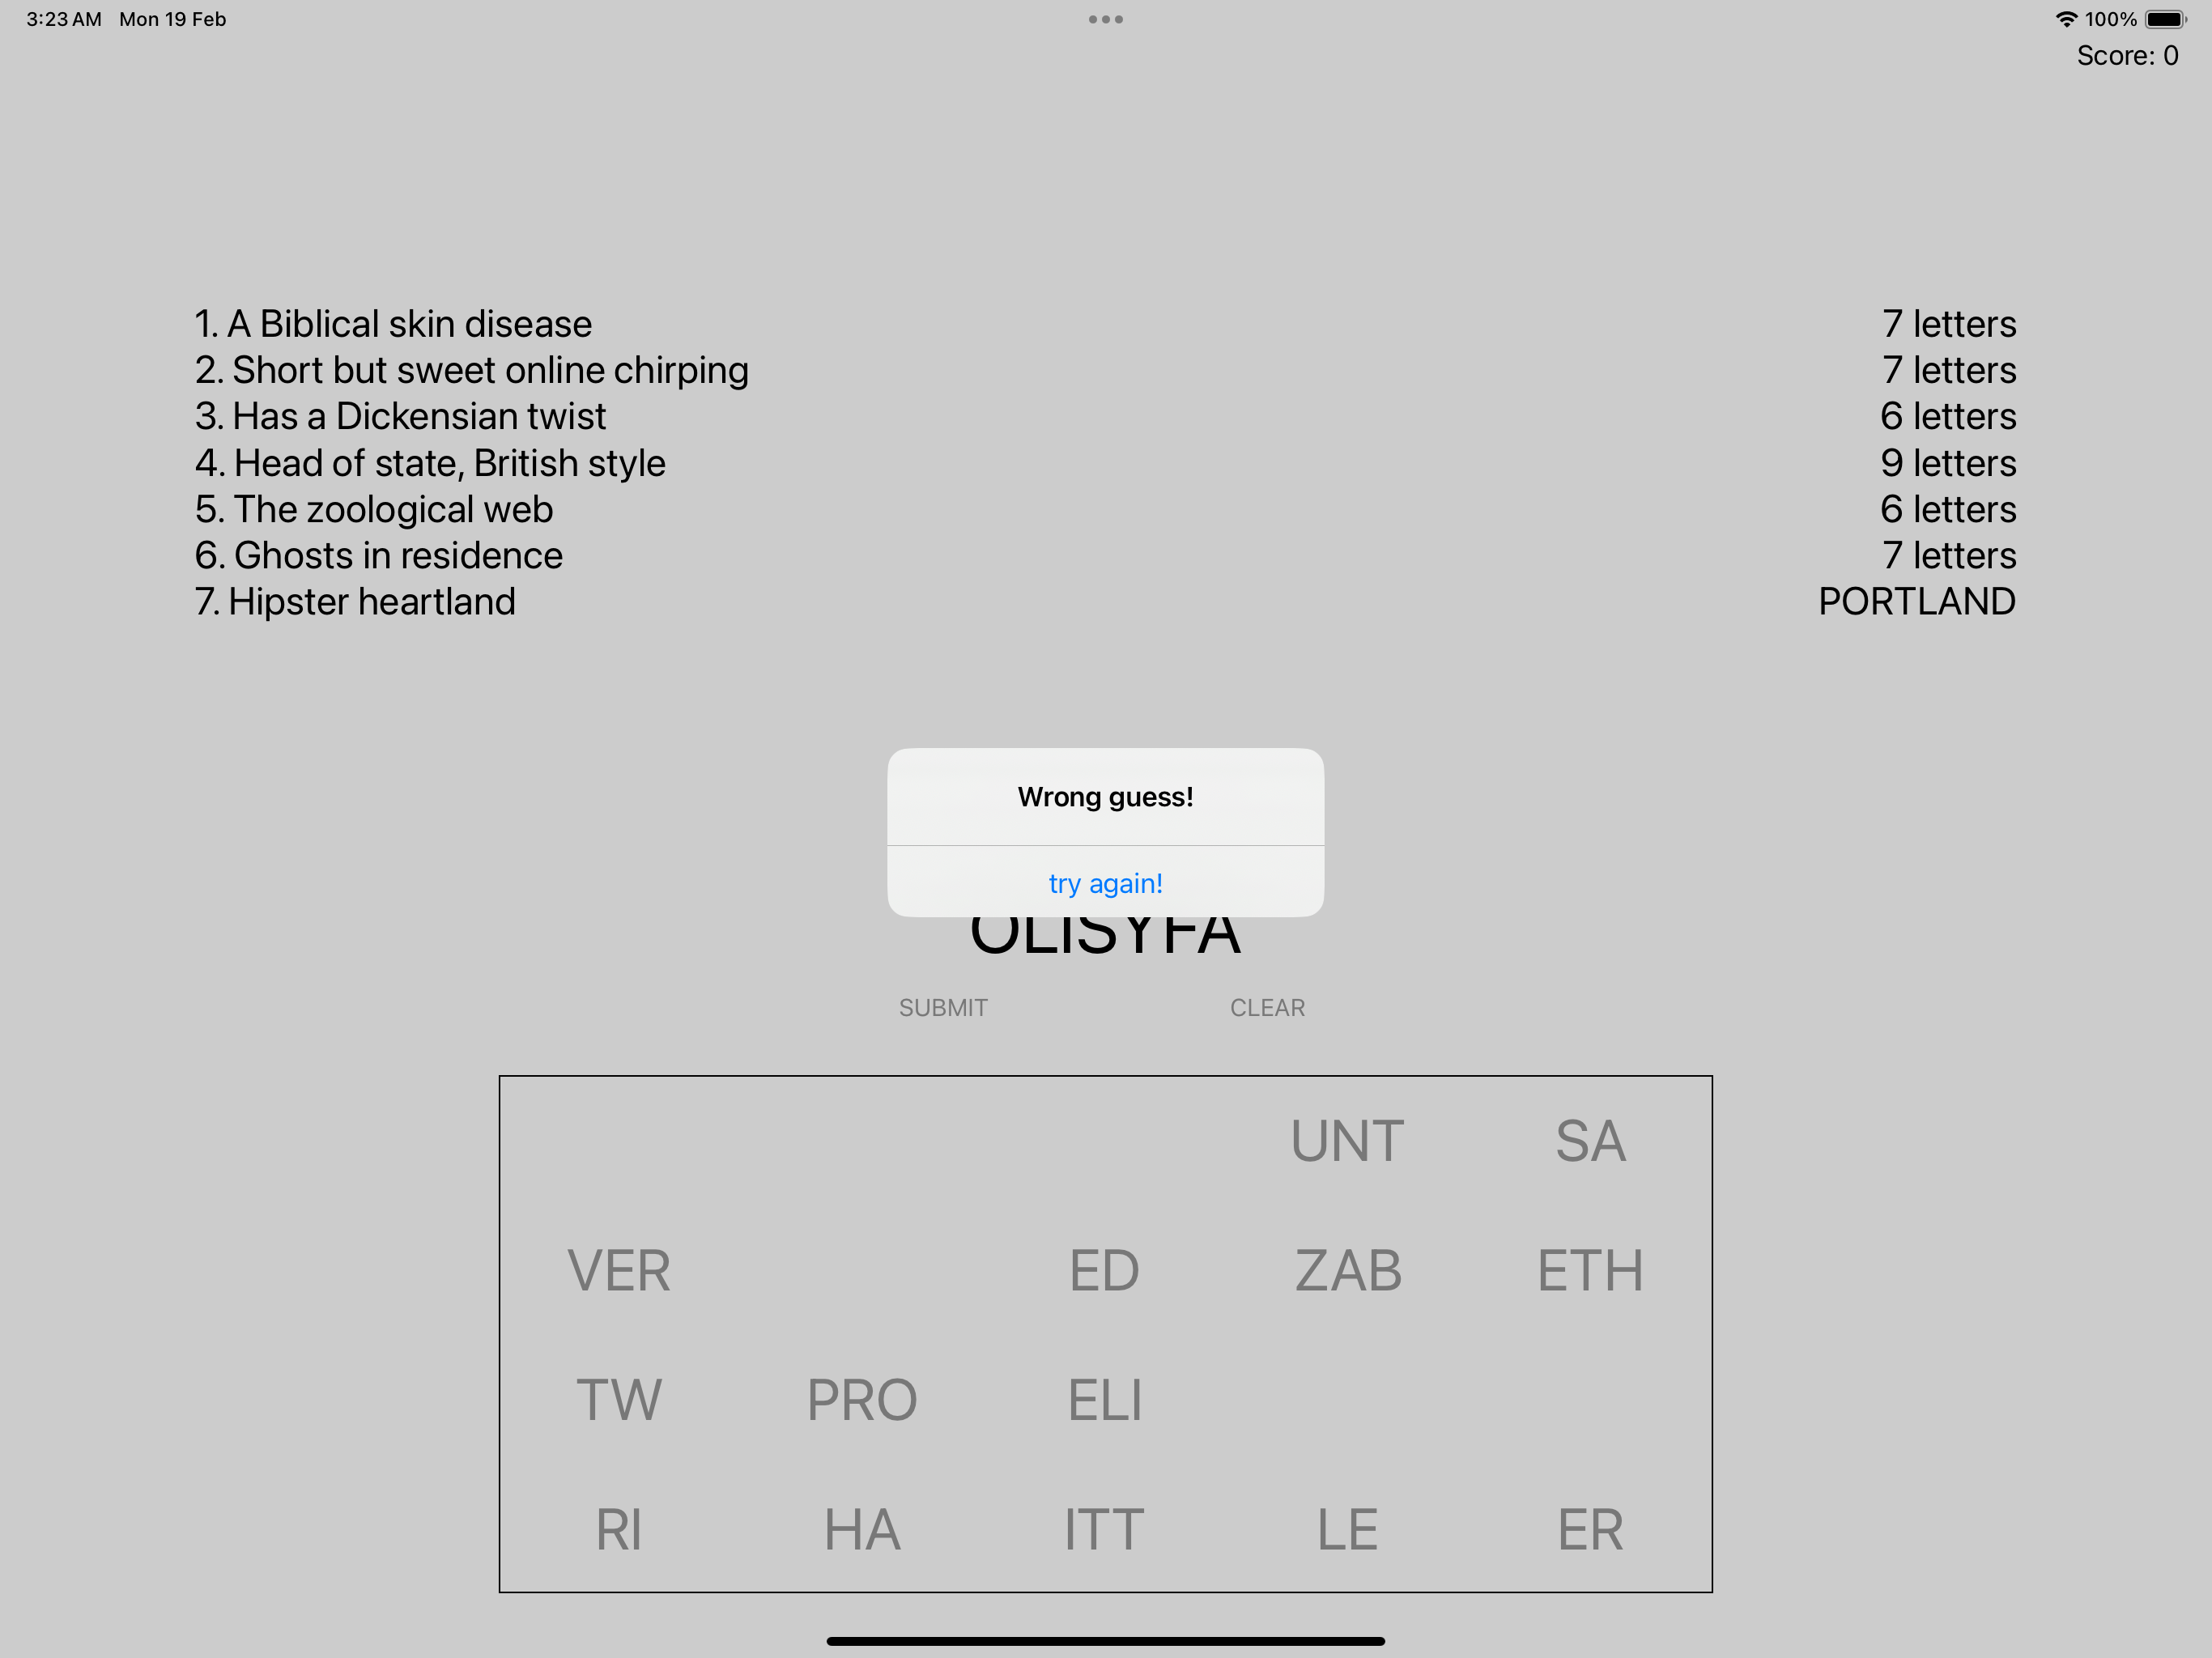 3:23 AM Mon 19 Feb
100%
Score: 0
1. A Biblical skin disease
7 letters
2. Short but sweet online chirping
7 letters
3. Has a Dickensian twist
6 letters
4. Head of state, British style
9 letters
5. The zoological web
6 letters
6. Ghosts in residence
7 letters
7. Hipster heartland
PORTLAND
Wrong guess!
try again!
OLISYFA
SUBMIT CLEAR
UNT SA
VER ED ZAB ETH
TW PRO ELI
RI HA ITT LE ER